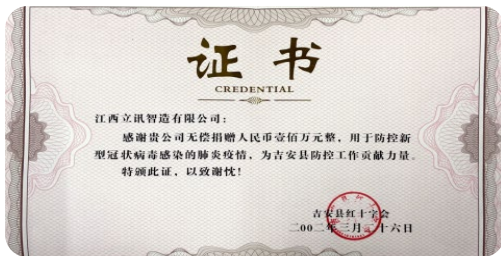 证书
CREDENTIAL
江西立讯智造有限公司：
感谢贵公司无偿捐赠人民币壹佰万元整，用于防控新
型冠状病毒感染的肺炎疫情，为吉安县防控工作贡献力量。
特颁此证，以致谢忱！
吉安县红十字会
二00二年三月二十六日